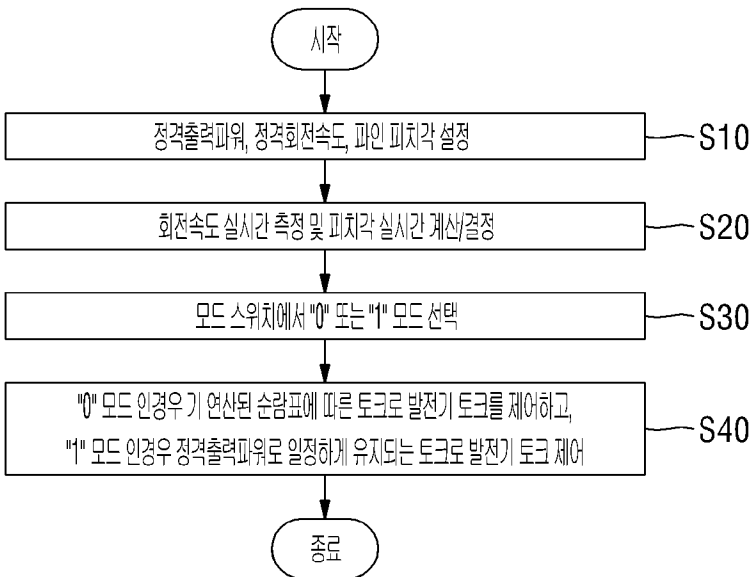 시작
정격출력파워, 정격회전속도, 파인 피치각 설정
S10
회전속도 실시간 측정 및 피치각 실시간 계산/결정
S20
모드 스위치에서 "0" 또는 "1" 모드 선택
S30
"0" 모드 인경우 기 연산된 순람표에 따른 토크로 발전기 토크를 제어하고,
"1" 모드 인경우 정격출력파워로 일정하게 유지되는 토크로 발전기 토크 제어
S40
종료